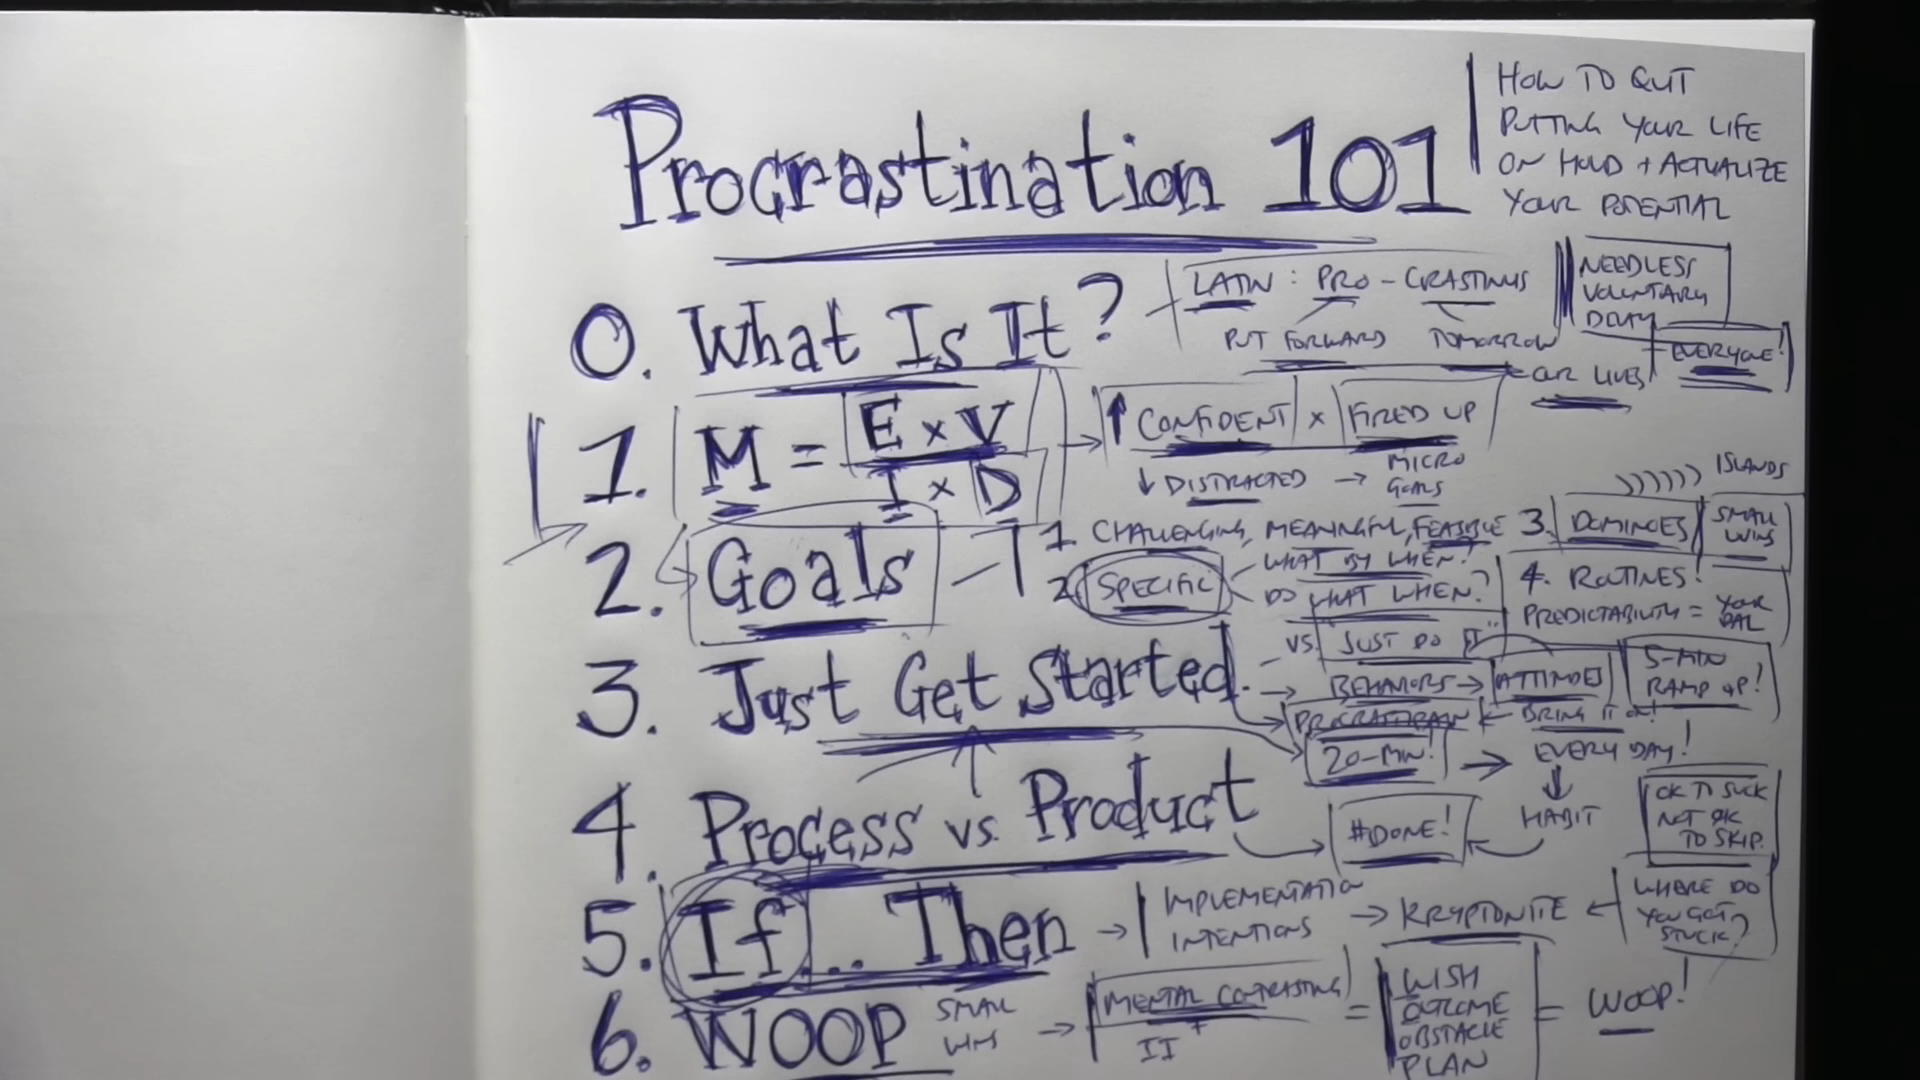 Procrastination 101
HOW TO QUIT
PUTTING YOUR LIFE
ON HOLD + ACTUALIZE
YOUR POTENTIAL
0. What Is It?
LATIN : PRO - CRASTINUS
PUT FORWARD TOMORROW
NEEDLESS
VOLUNTARY
DELAY
EVERYONE!
OUR LIVES
1. M = E x V
I x D
↑ CONFIDENT x FIRED UP
↓ DISTRACTED → MICRO
GOALS
2. Goals
1. CHALLENGING, MEANINGFUL, FEASIBLE
2. SPECIFIC
WHAT BY WHEN?
DO WHAT WHEN?
))))))) ISLANDS
3. DOMINOES
SMALL
WINS
4. ROUTINES!
PREDICTABILITY = YOUR
PAL
3. Just Get Started.
VS. "JUST DO IT"
→ BEHAVIORS → ATTITUDES
5-MIN
RAMP UP!
← BRING IT ON!
20-MIN! → EVERY DAY!
↓
HABIT
4. Process vs. Product
#DONE!
OK TO SUCK
NOT OK
TO SKIP.
5. If... Then
→ IMPLEMENTATION
INTENTIONS
→ KRYPTONITE ←
WHERE DO
YOU GET
STUCK?
6. WOOP
SMALL
WINS
→ MENTAL CONTRASTING
+
II
= WISH
OUTCOME
OBSTACLE
PLAN
= WOOP!